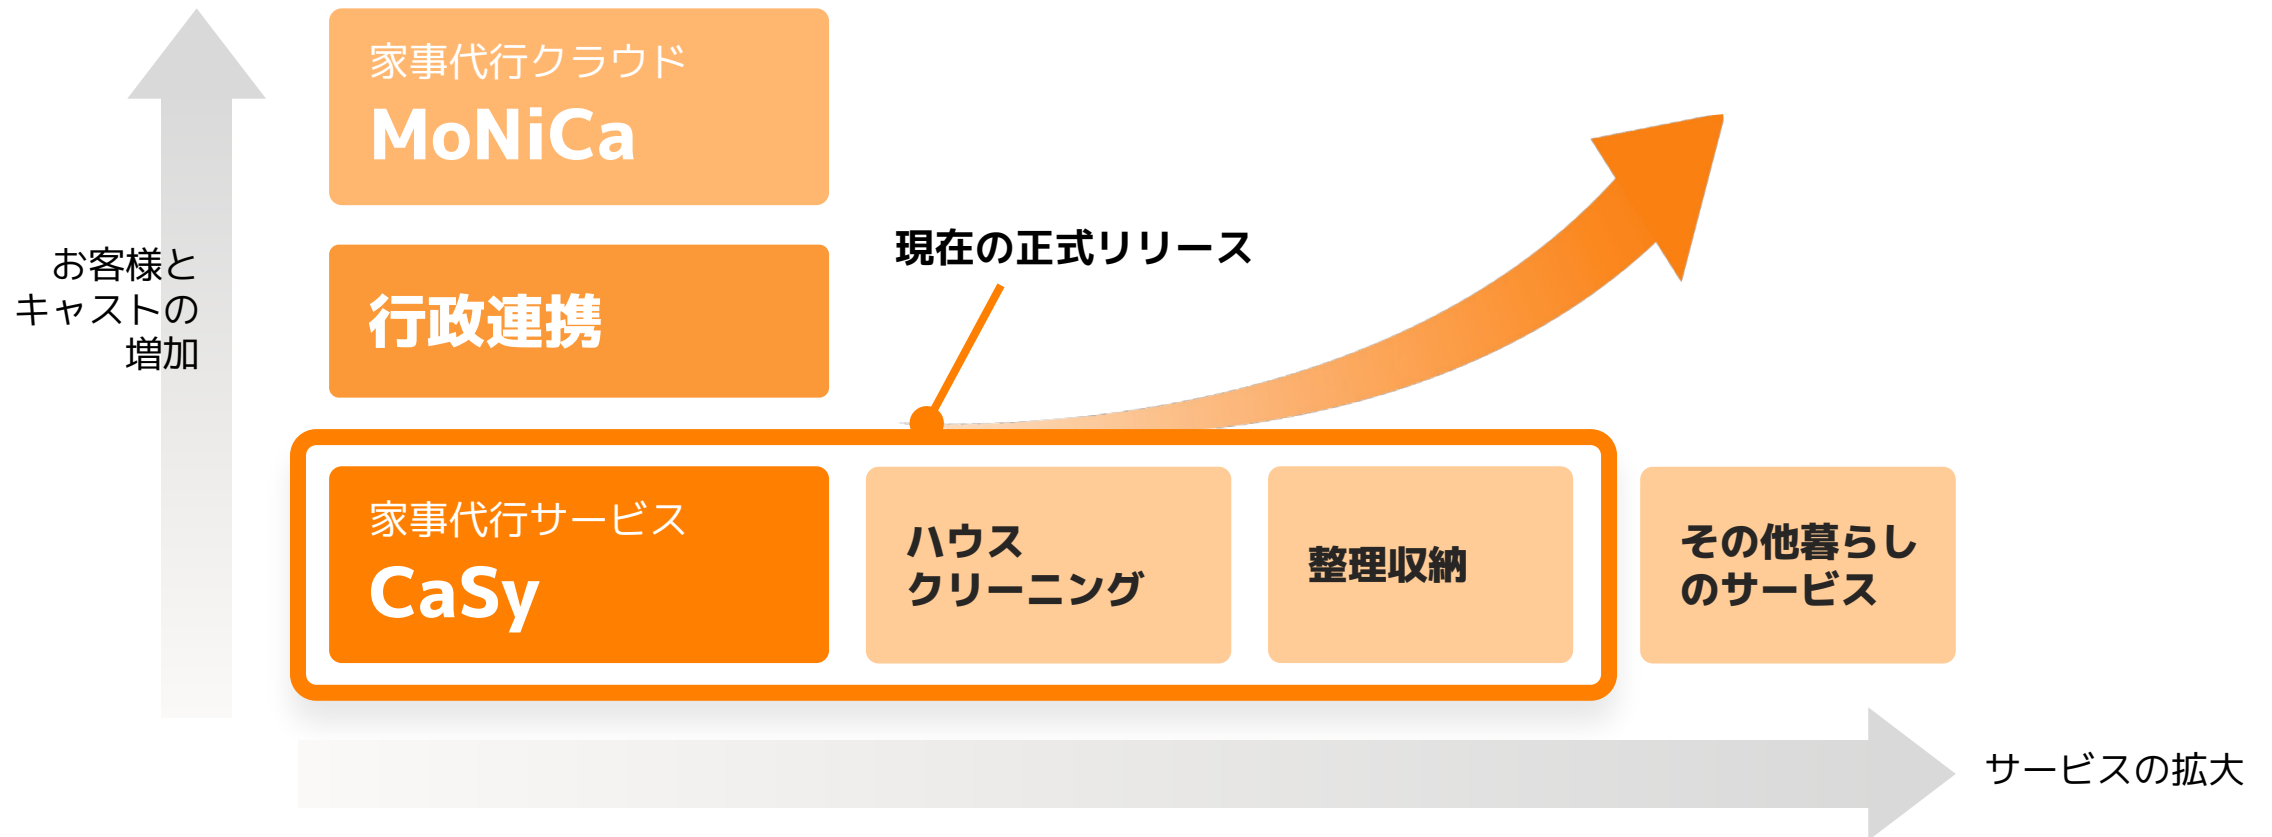 家事代行クラウド
MoNiCa
お客様と
キャストの
増加
行政連携
現在の正式リリース
家事代行サービス
CaSy
ハウス
クリーニング
整理収納
その他暮らし
のサービス
サービスの拡大